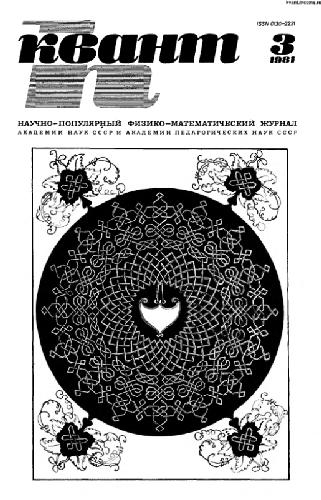 ISSN 0130-2221
квант
3
1981
НАУЧНО-ПОПУЛЯРНЫЙ ФИЗИКО-МАТЕМАТИЧЕСКИЙ ЖУРНАЛ
АКАДЕМИИ НАУК СССР И АКАДЕМИИ ПЕДАГОГИЧЕСКИХ НАУК СССР